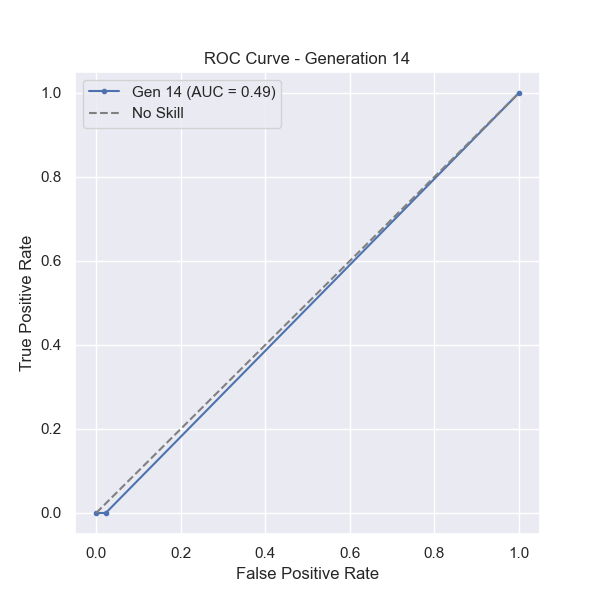 ROC Curve - Generation 14
Gen 14 (AUC = 0.49)
No Skill
1.0
0.8
0.6
0.4
0.2
0.0
True Positive Rate
0.0 0.2 0.4 0.6 0.8 1.0
False Positive Rate